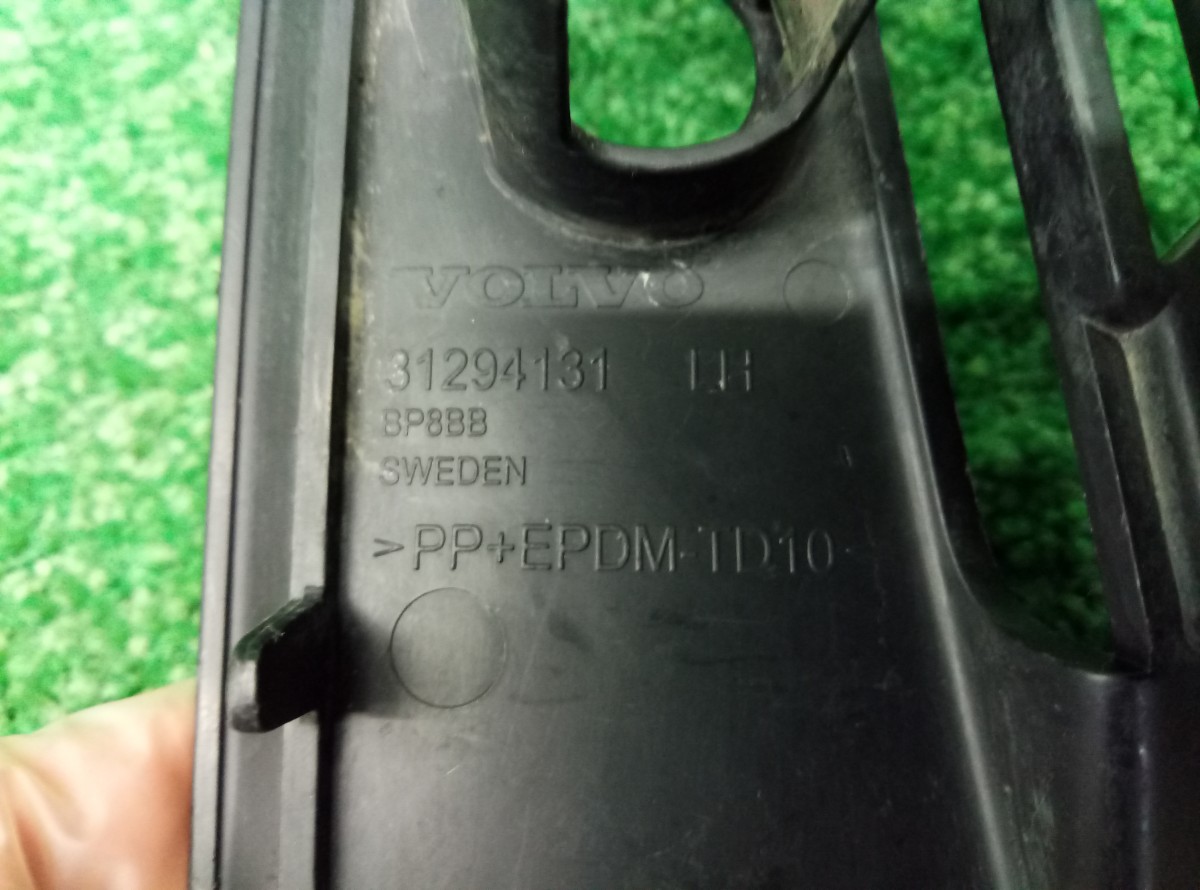 VOLVO
31294131 LH
BP8BB
SWEDEN
>PP+EPDM-TD10<